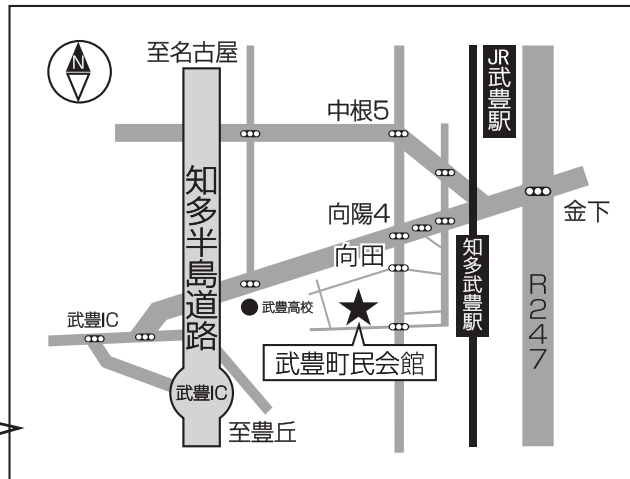 N
至名古屋
JR武豊駅
中根5
知多半島道路
向陽4
金下
向田
知多武豊駅
R247
武豊高校
武豊IC
武豊町民会館
武豊IC
至豊丘